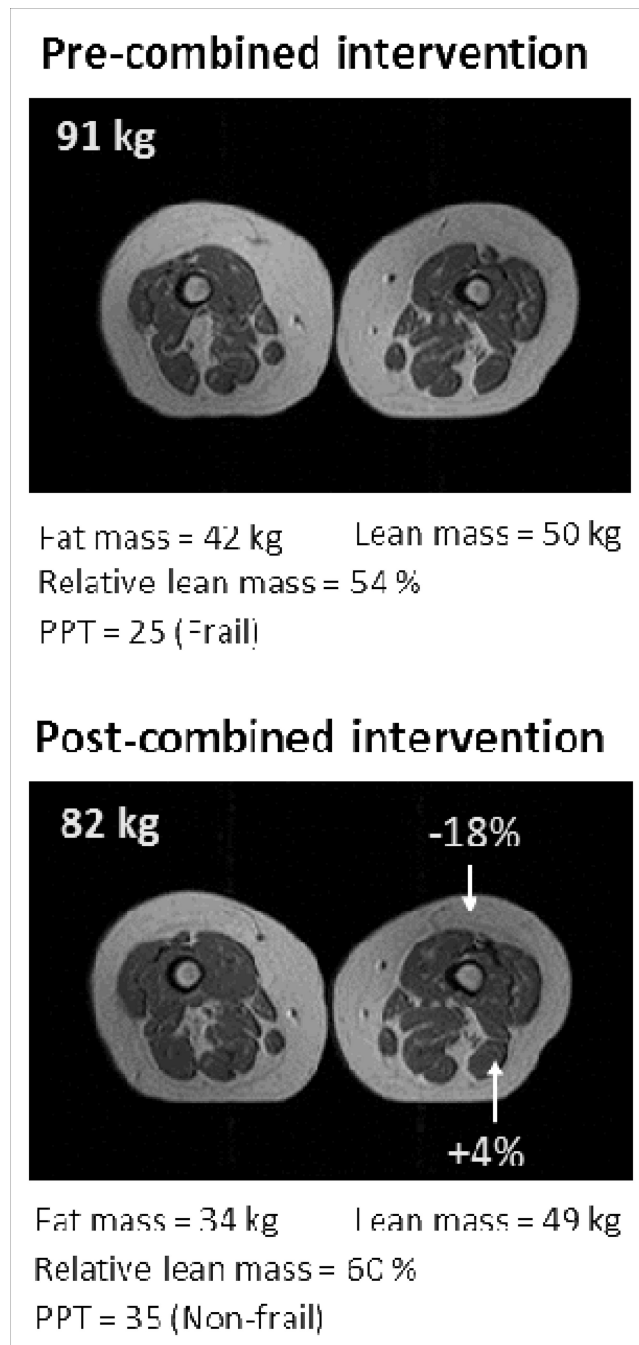 Pre-combined intervention
91 kg
Fat mass = 42 kg Lean mass = 50 kg
Relative lean mass = 54 %
PPT = 25 (Frail)
Post-combined intervention
82 kg
-18%
+4%
Fat mass = 34 kg Lean mass = 49 kg
Relative lean mass = 60 %
PPT = 35 (Non-frail)